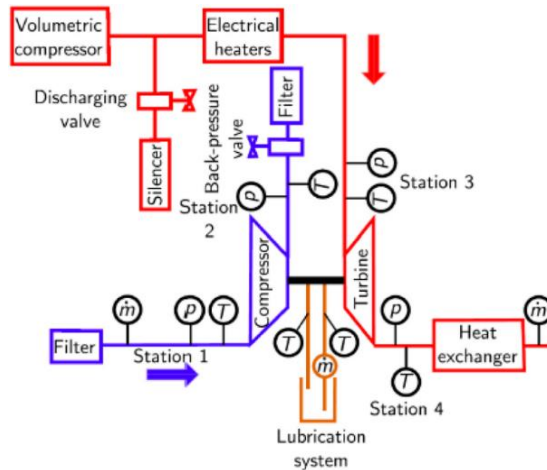 Volumetric
compressor
Electrical
heaters
Discharging
valve
Silencer
Back-pressure
valve
Filter
p
T
Station
2
p
T
Station 3
Compressor
Turbine
ṁ
p
T
Filter
Station 1
T
T
ṁ
Lubrication
system
p
T
Station 4
Heat
exchanger
ṁ